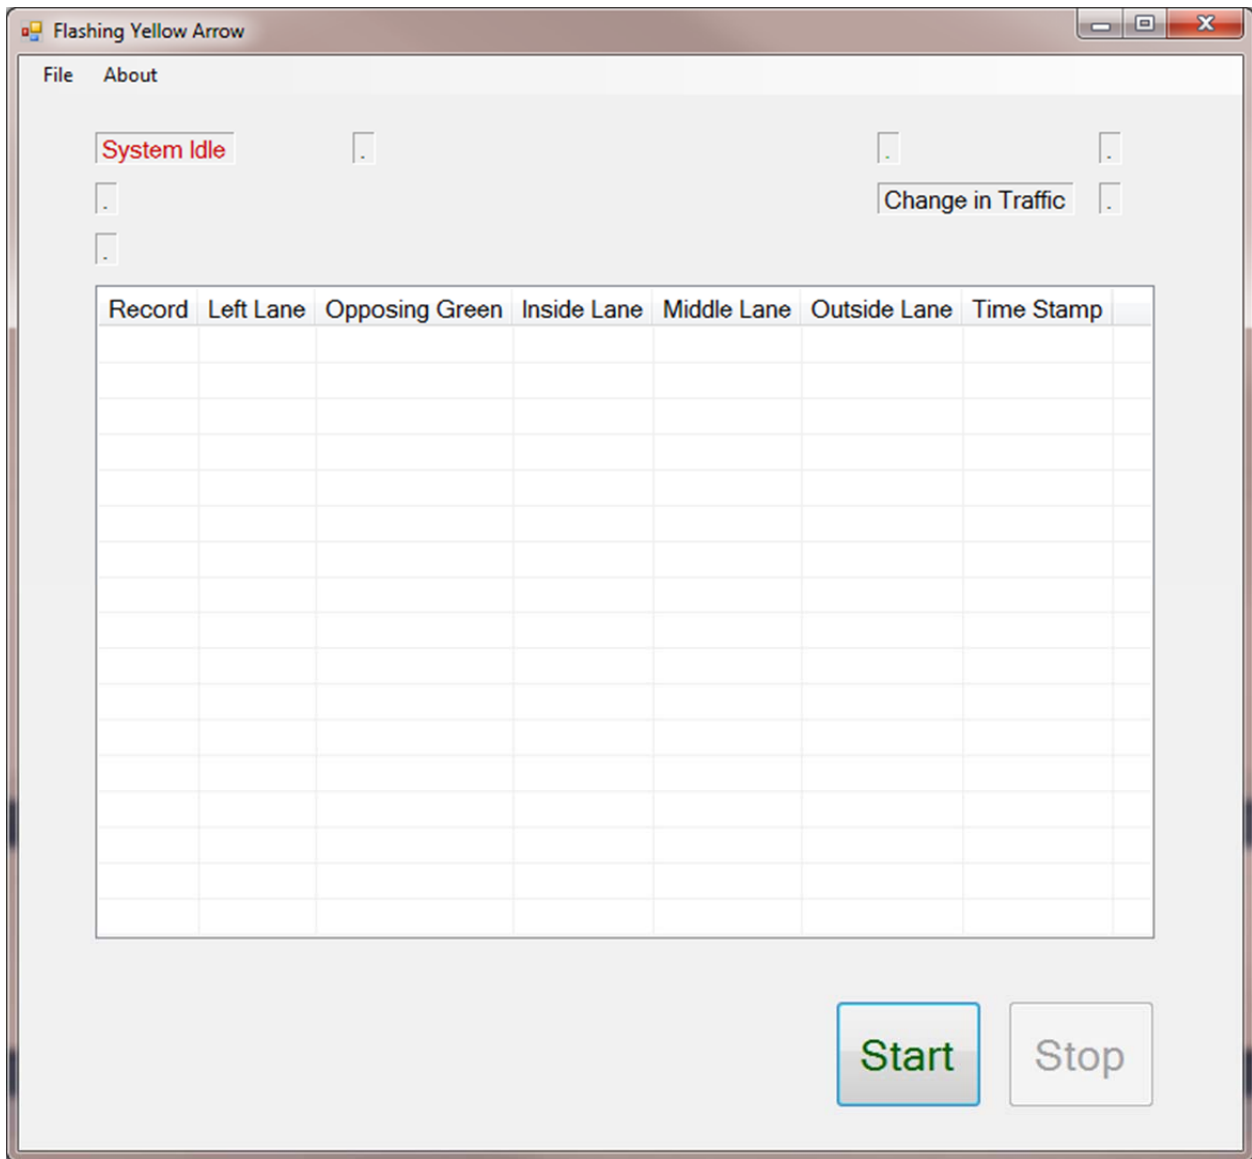 Flashing Yellow Arrow
File About
System Idle . . .
. Change in Traffic .
.
Record Left Lane Opposing Green Inside Lane Middle Lane Outside Lane Time Stamp
Start Stop